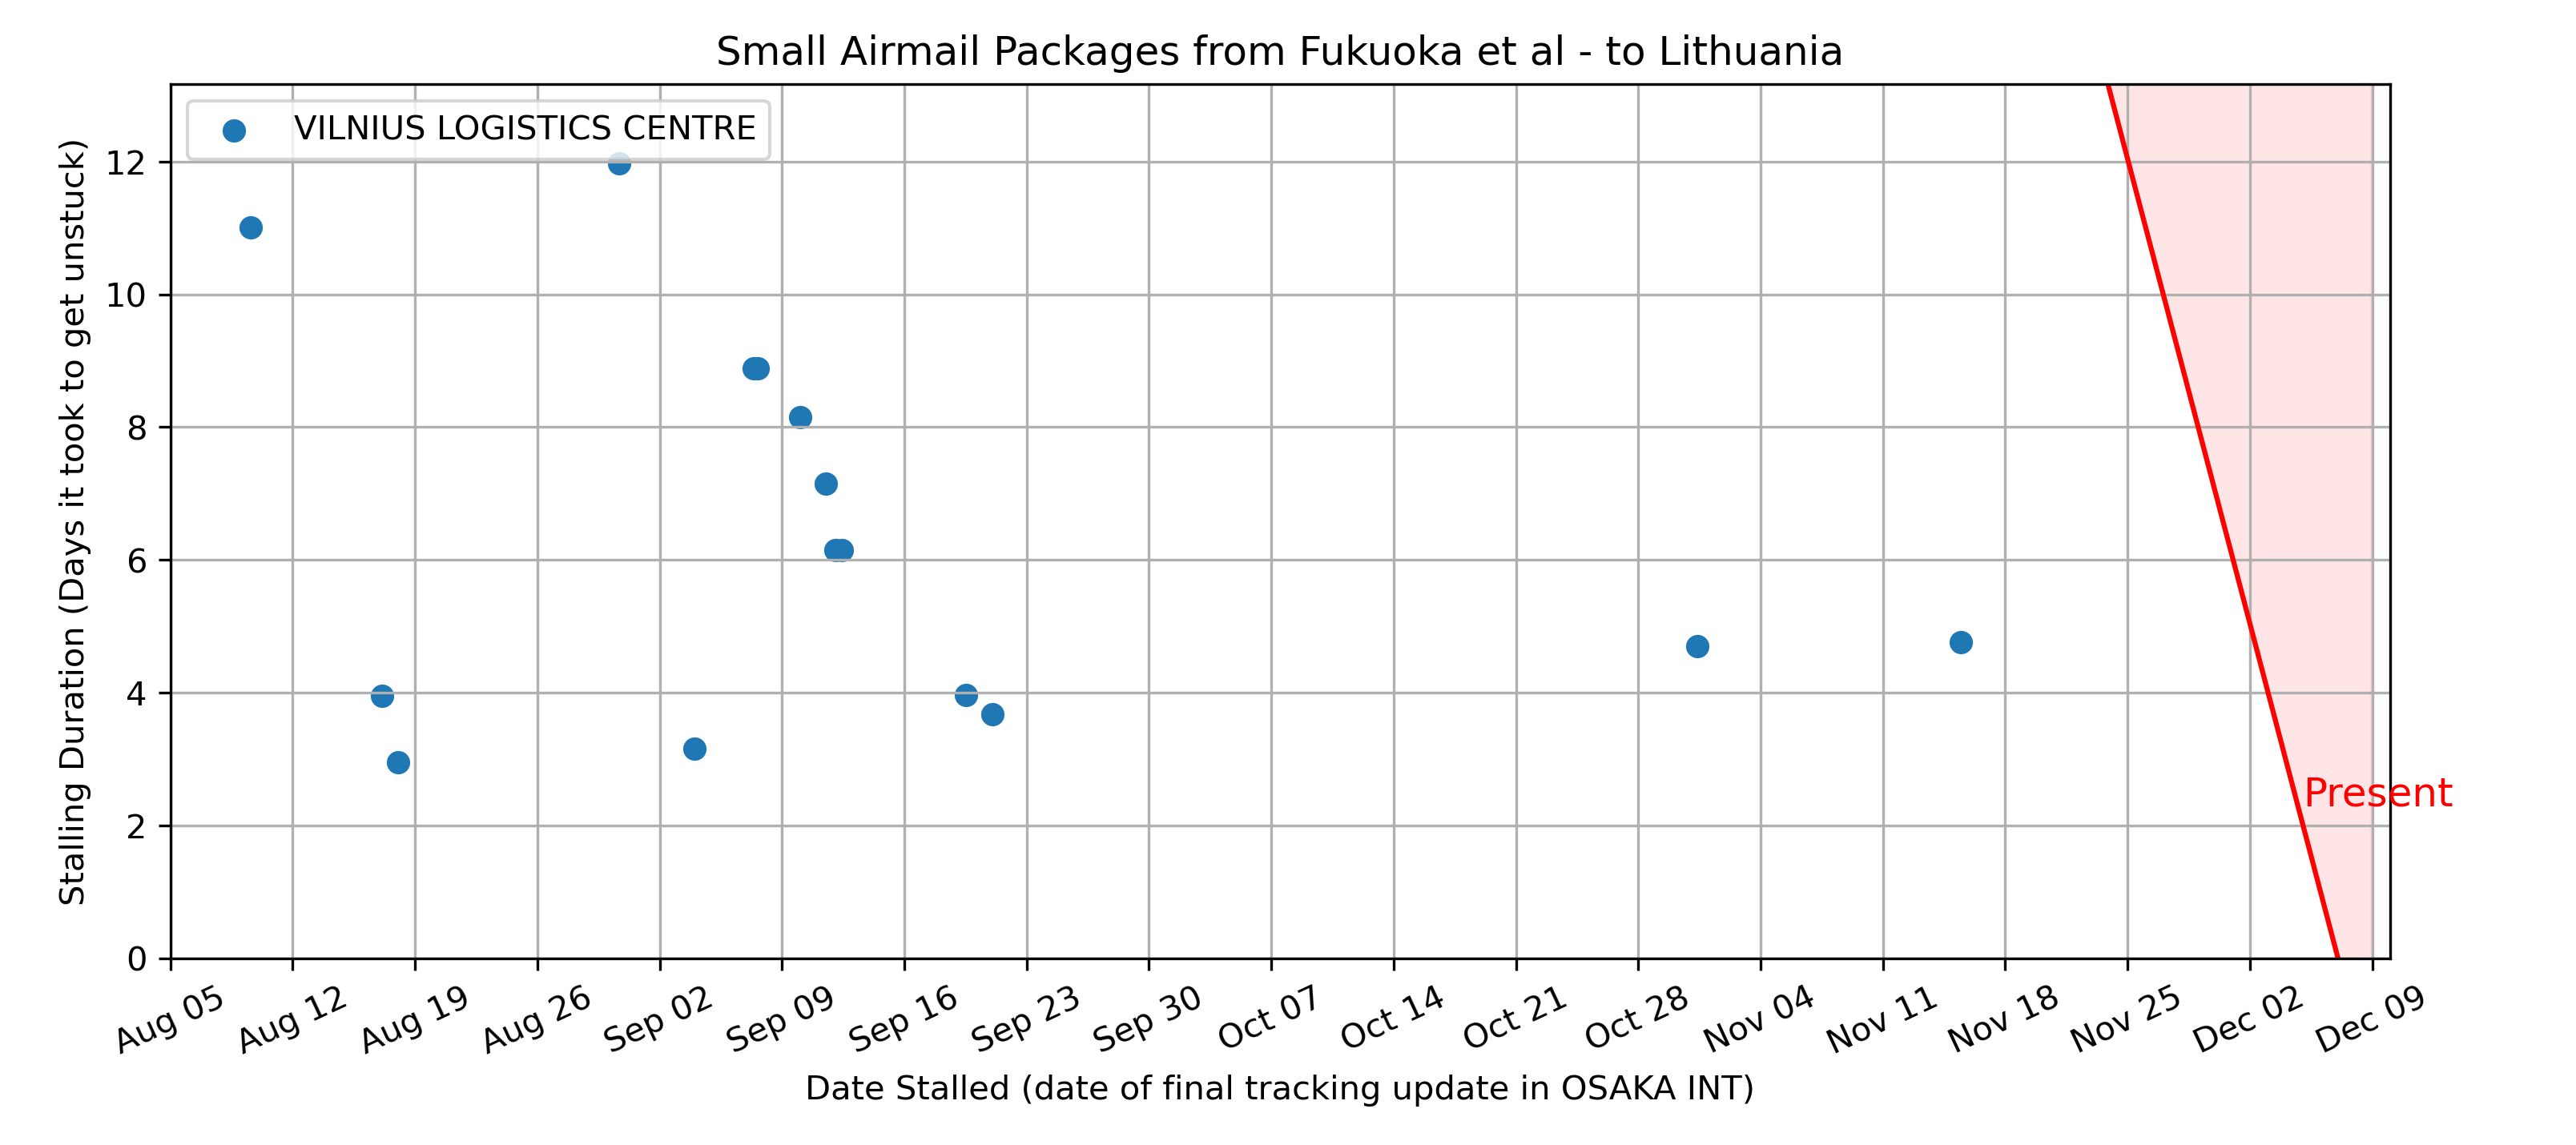 Small Airmail Packages from Fukuoka et al - to Lithuania
VILNIUS LOGISTICS CENTRE
Stalling Duration (Days it took to get unstuck)
12
10
8
6
4
2
0
Present
Aug 05
Aug 12
Aug 19
Aug 26
Sep 02
Sep 09
Sep 16
Sep 23
Sep 30
Oct 07
Oct 14
Oct 21
Oct 28
Nov 04
Nov 11
Nov 18
Nov 25
Dec 02
Dec 09
Date Stalled (date of final tracking update in OSAKA INT)